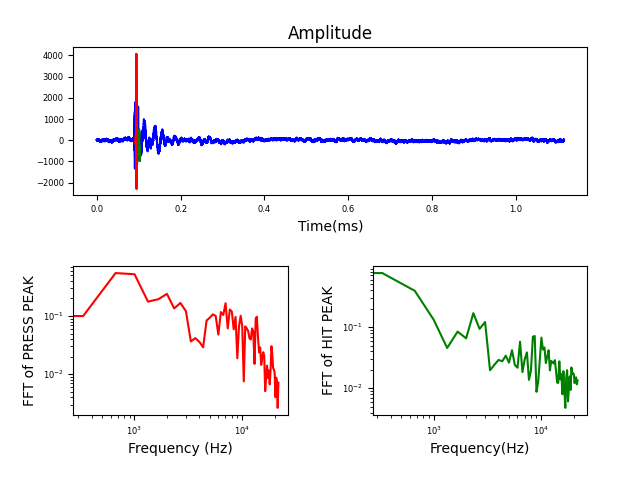 Amplitude
4000
3000
2000
1000
0
−1000
−2000
0.0 0.2 0.4 0.6 0.8 1.0
Time(ms)
FFT of PRESS PEAK
10⁻¹
10⁻²
10³ 10⁴
Frequency (Hz)
FFT of HIT PEAK
10⁻¹
10⁻²
10³ 10⁴
Frequency(Hz)